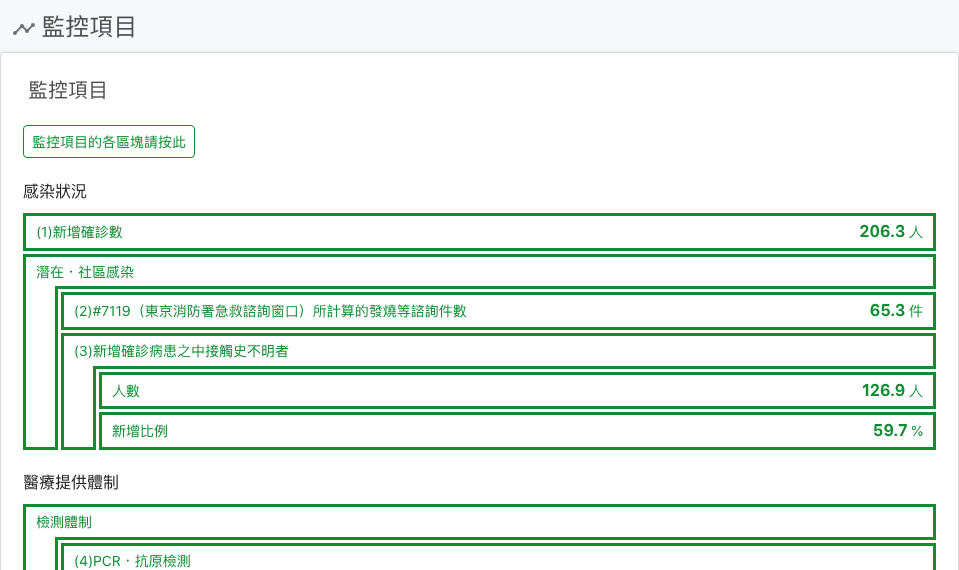 監控項目
監控項目
監控項目的各區塊請按此
感染狀況
(1)新增確診數 206.3 人
潛在・社區感染
(2)#7119（東京消防署急救諮詢窗口）所計算的發燒等諮詢件數 65.3 件
(3)新增確診病患之中接觸史不明者
人數 126.9 人
新增比例 59.7 %
醫療提供體制
檢測體制
(4)PCR・抗原檢測